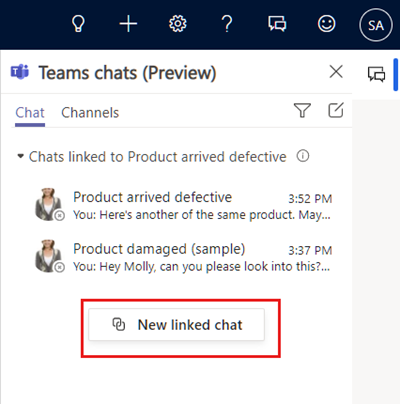 SA
Teams chats (Preview)
Chat Channels
Chats linked to Product arrived defective
Product arrived defective 3:52 PM
You: Here's another of the same product. May...
Product damaged (sample) 3:37 PM
You: Hey Molly, can you please look into this?...
New linked chat